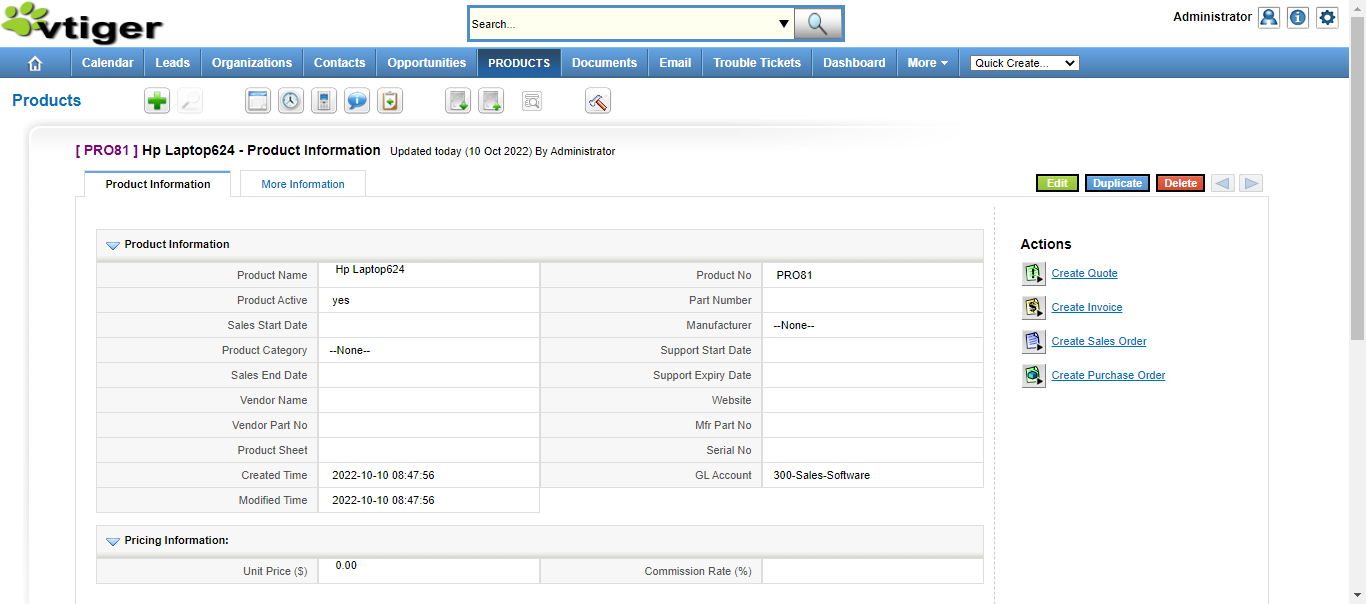 vtiger
Search...
Administrator
Calendar Leads Organizations Contacts Opportunities PRODUCTS Documents Email Trouble Tickets Dashboard More Quick Create...
Products
[ PRO81 ] Hp Laptop624 - Product Information Updated today (10 Oct 2022) By Administrator
Product Information More Information
Edit Duplicate Delete
Product Information
Product Name Hp Laptop624 Product No PRO81
Product Active yes Part Number
Sales Start Date Manufacturer --None--
Product Category --None-- Support Start Date
Sales End Date Support Expiry Date
Vendor Name Website
Vendor Part No Mfr Part No
Product Sheet Serial No
Created Time 2022-10-10 08:47:56 GL Account 300-Sales-Software
Modified Time 2022-10-10 08:47:56
Pricing Information:
Unit Price ($) 0.00 Commission Rate (%)
Actions
Create Quote
Create Invoice
Create Sales Order
Create Purchase Order